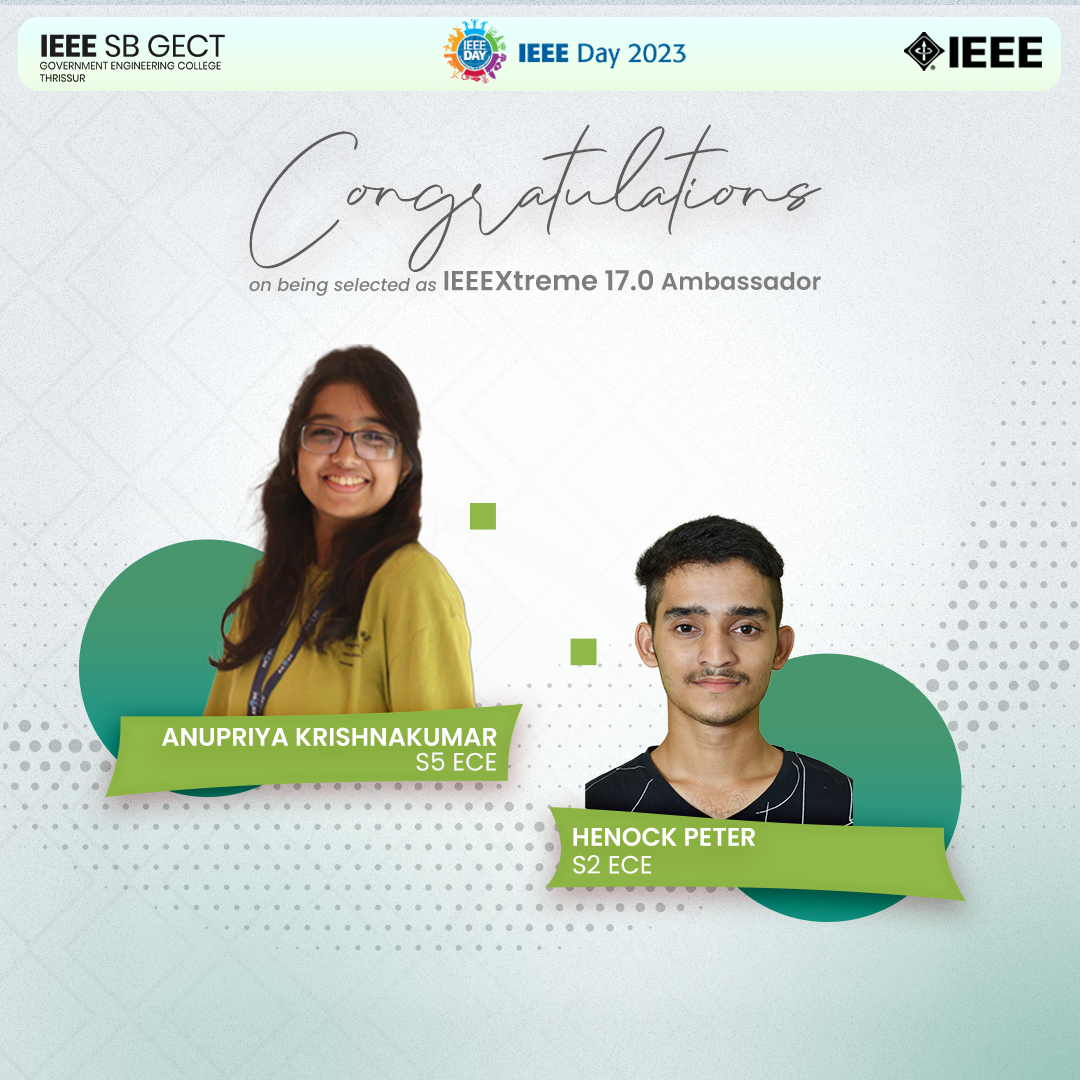 IEEE SB GECT
GOVERNMENT ENGINEERING COLLEGE
THRISSUR
IEEE DAY
IEEE Day 2023
IEEE
Congratulations
on being selected as IEEEXtreme 17.0 Ambassador
ANUPRIYA KRISHNAKUMAR
S5 ECE
HENOCK PETER
S2 ECE